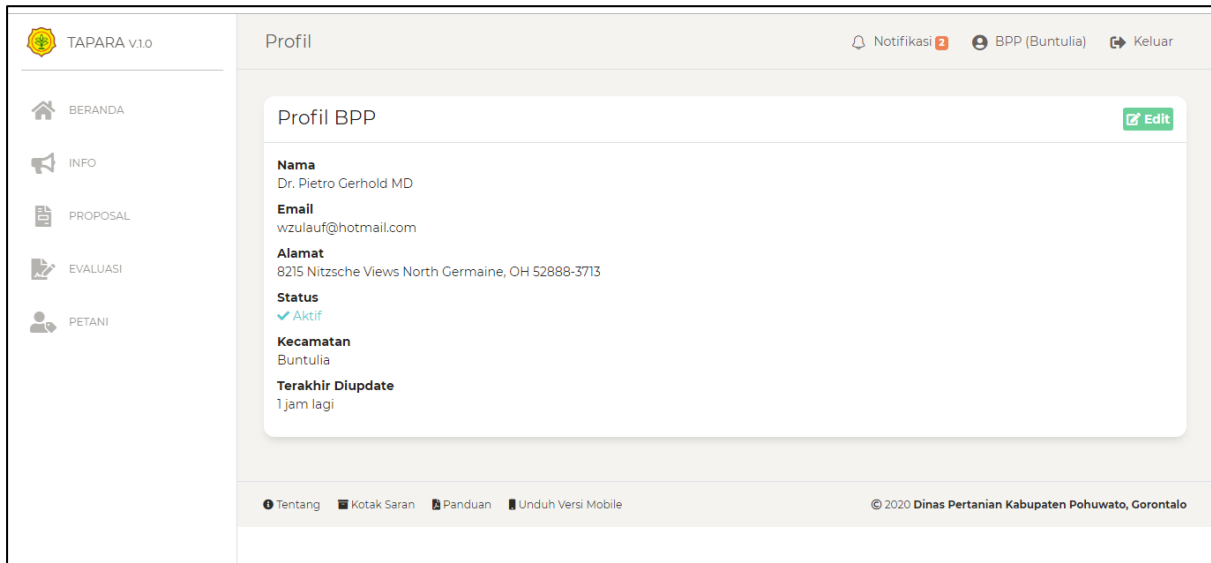 TAPARA V.1.0
Profil
Notifikasi 2
BPP (Buntulia)
Keluar
BERANDA
INFO
PROPOSAL
EVALUASI
PETANI
Profil BPP
Edit
Nama
Dr. Pietro Gerhold MD
Email
wzulauf@hotmail.com
Alamat
8215 Nitzsche Views North Germaine, OH 52888-3713
Status
Aktif
Kecamatan
Buntulia
Terakhir Diupdate
1 jam lagi
Tentang Kotak Saran Panduan Unduh Versi Mobile
© 2020 Dinas Pertanian Kabupaten Pohuwato, Gorontalo